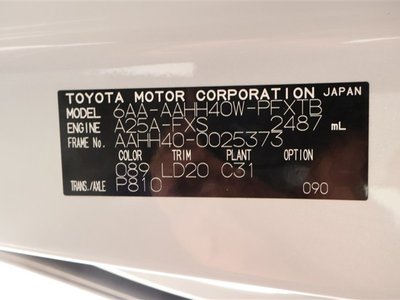 TOYOTA MOTOR CORPORATION JAPAN
MODEL 6AA-AAHH40W-PFXTB
ENGINE A25A-FXS 2487 mL
FRAME No. AAHH40-0025373
COLOR TRIM PLANT OPTION
089 LD20 C31
TRANS./AXLE P810 090